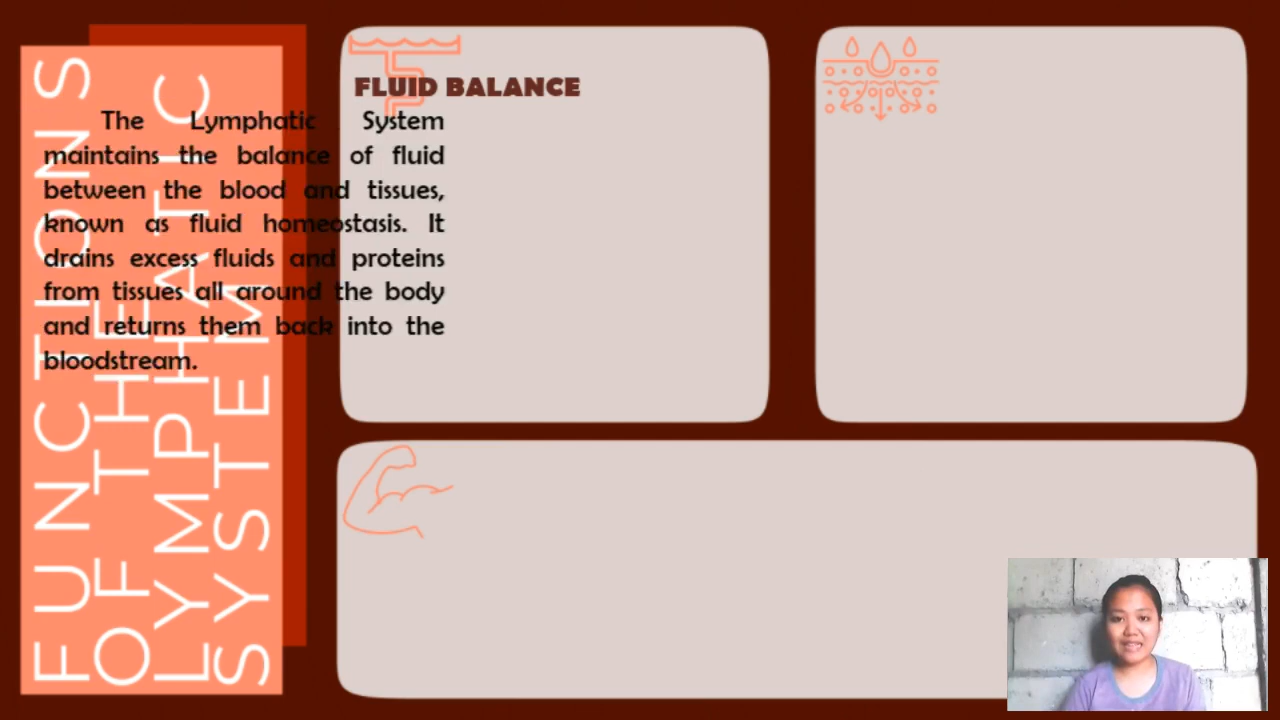 FUNCTIONS
OF THE
LYMPHATIC
SYSTEM
FLUID BALANCE
The Lymphatic System
maintains the balance of fluid
between the blood and tissues,
known as fluid homeostasis. It
drains excess fluids and proteins
from tissues all around the body
and returns them back into the
bloodstream.